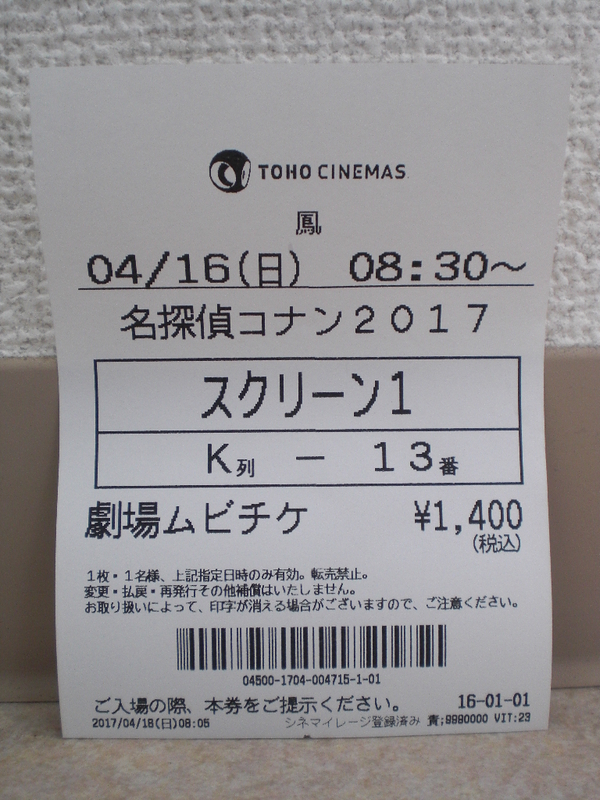 TOHO CINEMAS
鳳
04/16(日) 08:30～
名探偵コナン２０１７
スクリーン1
K列 － １３番
劇場ムビチケ ¥1,400
(税込)
１枚・１名様、上記指定日時のみ有効。転売禁止。
変更・払戻・再発行その他補償はいたしません。
お取り扱いによって、印字が消える場合がございますので、ご注意ください。
04500-1704-004715-1-01
ご入場の際、本券をご提示ください。 16-01-01
2017/04/16(日)08:05 シネマイレージ登録済み 責:9990000 VIT:23